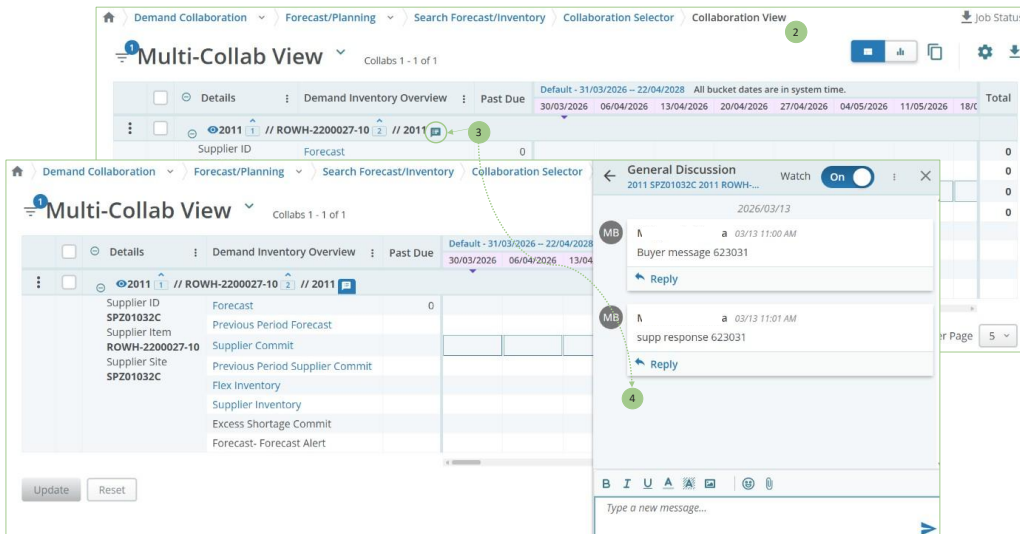 Demand Collaboration Forecast/Planning Search Forecast/Inventory Collaboration Selector Collaboration View
Job Status
2
1
Multi-Collab View Collabs 1 - 1 of 1
Details Demand Inventory Overview Past Due
Default - 31/03/2026 -- 22/04/2028 All bucket dates are in system time.
30/03/2026 06/04/2026 13/04/2026 20/04/2026 27/04/2026 04/05/2026 11/05/2026 18/0
Total
2011 1 // ROWH-2200027-10 2 // 2011
3
Supplier ID Forecast 0 0
0
0
0
er Page 5
Demand Collaboration Forecast/Planning Search Forecast/Inventory Collaboration Selector
1
Multi-Collab View Collabs 1 - 1 of 1
Details Demand Inventory Overview Past Due
Default - 31/03/2026 -- 22/04/2028
30/03/2026 06/04/2026 13/04
2011 1 // ROWH-2200027-10 2 // 2011
Supplier ID
SPZ01032C
Supplier Item
ROWH-2200027-10
Supplier Site
SPZ01032C
Forecast 0
Previous Period Forecast
Supplier Commit
Previous Period Supplier Commit
Flex Inventory
Supplier Inventory
Excess Shortage Commit
Forecast- Forecast Alert
Update Reset
General Discussion
2011 SPZ01032C 2011 ROWH-...
Watch On
2026/03/13
MB
a 03/13 11:00 AM
Buyer message 623031
Reply
MB
a 03/13 11:01 AM
supp response 623031
Reply
4
B I U A A
Type a new message...